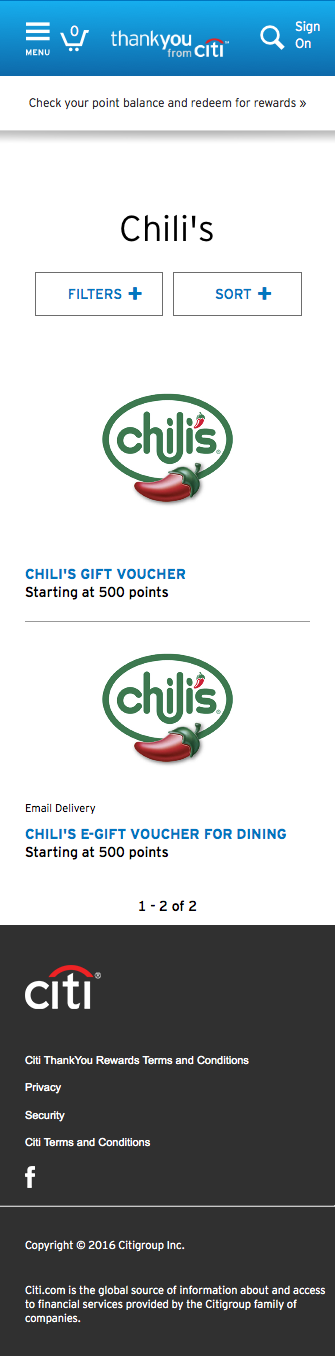 MENU
0
thankyou
from citi
Sign
On
Check your point balance and redeem for rewards »
Chili's
FILTERS +
SORT +
chili's
CHILI'S GIFT VOUCHER
Starting at 500 points
chili's
Email Delivery
CHILI'S E-GIFT VOUCHER FOR DINING
Starting at 500 points
1 - 2 of 2
citi®
Citi ThankYou Rewards Terms and Conditions
Privacy
Security
Citi Terms and Conditions
f
Copyright © 2016 Citigroup Inc.
Citi.com is the global source of information about and access
to financial services provided by the Citigroup family of
companies.